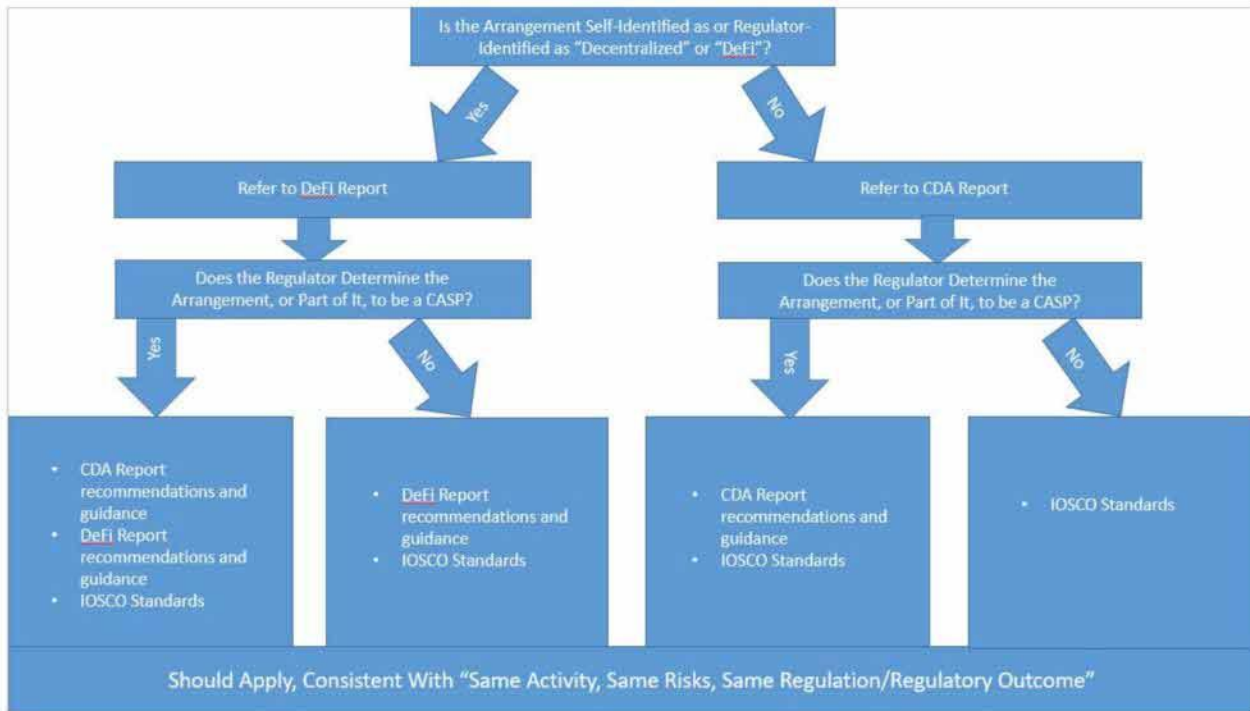 Is the Arrangement Self-Identified as or Regulator-
Identified as “Decentralized” or “DeFi”?
Yes
No
Refer to DeFi Report
Refer to CDA Report
Does the Regulator Determine the
Arrangement, or Part of It, to be a CASP?
Does the Regulator Determine the
Arrangement, or Part of It, to be a CASP?
Yes
No
Yes
No
• CDA Report
recommendations and
guidance
• DeFi Report
recommendations and
guidance
• IOSCO Standards
• DeFi Report
recommendations and
guidance
• IOSCO Standards
• CDA Report
recommendations and
guidance
• IOSCO Standards
• IOSCO Standards
Should Apply, Consistent With “Same Activity, Same Risks, Same Regulation/Regulatory Outcome”